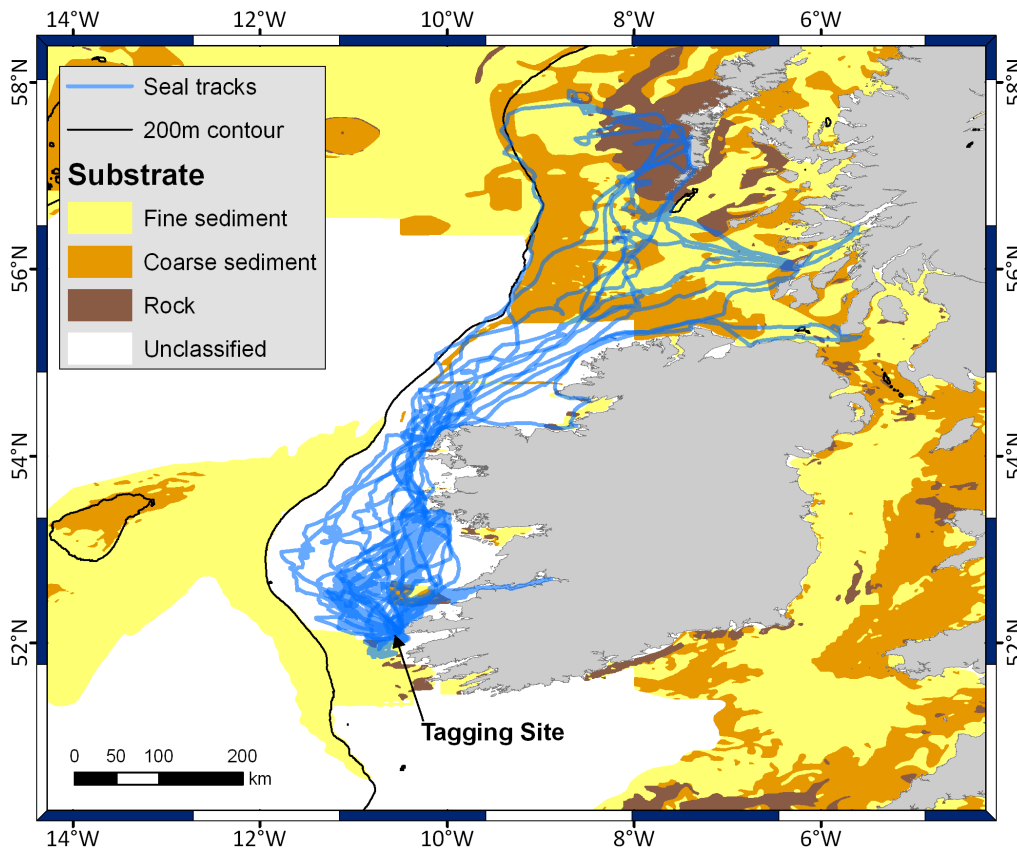 14°W 12°W 10°W 8°W 6°W
58°N 58°N
Seal tracks
200m contour
Substrate
Fine sediment
Coarse sediment
Rock
Unclassified
56°N 56°N
54°N 54°N
52°N 52°N
Tagging Site
0 50 100 200
km
14°W 12°W 10°W 8°W 6°W